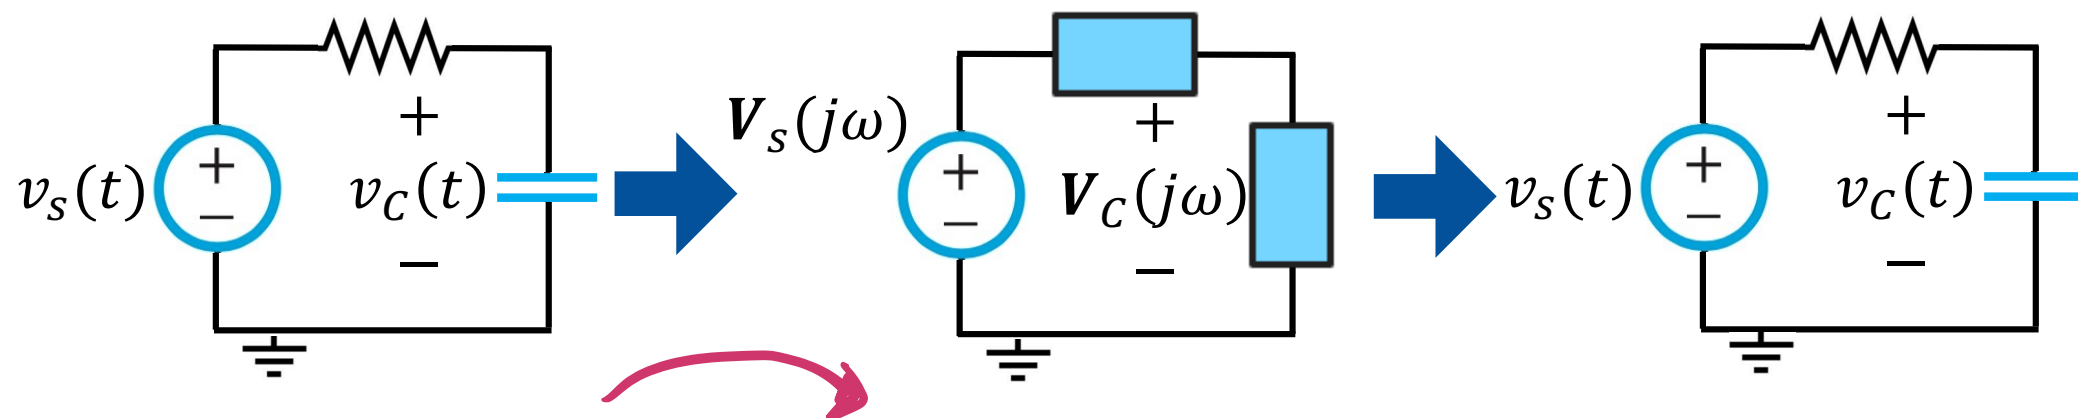 v_s(t) + − v_C(t) + −
V_s(jω) + − V_C(jω) + −
v_s(t) + − v_C(t) + −